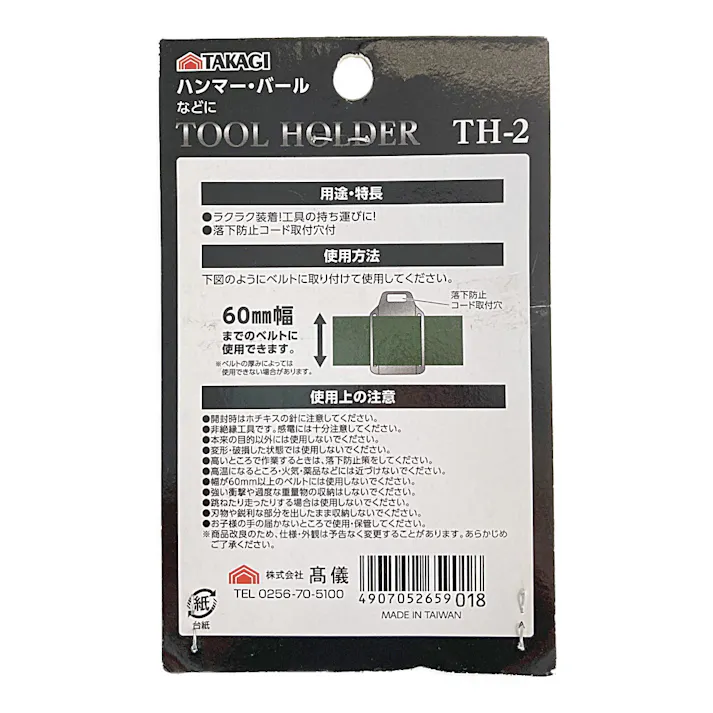 TAKAGI
ハンマー・バール
などに
TOOL HOLDER TH-2
用途・特長
●ラクラク装着!工具の持ち運びに!
●落下防止コード取付穴付
使用方法
下図のようにベルトに取り付けて使用してください。
落下防止
コード取付穴
60mm幅
までのベルトに
使用できます。
※ベルトの厚みによっては
使用できない場合があります。
使用上の注意
●開封時はホチキスの針に注意してください。
●非絶縁工具です。感電には十分注意してください。
●本来の目的以外には使用しないでください。
●変形・破損した状態では使用しないでください。
●高いところで作業するときは、落下防止策をしてください。
●高温になるところ・火気・薬品などには近づけないでください。
●幅が60mm以上のベルトには使用しないでください。
●強い衝撃や過度な重量物の収納はしないでください。
●跳ねたり走ったりする場合は使用しないでください。
●刃物や鋭利な部分を出したまま収納しないでください。
●お子様の手の届かないところで使用・保管してください。
※商品改良のため、仕様・外観は予告なく変更することがあります。あらかじめ
ご了承ください。
株式会社 髙儀
TEL 0256-70-5100
4907052659018
MADE IN TAIWAN
紙
台紙